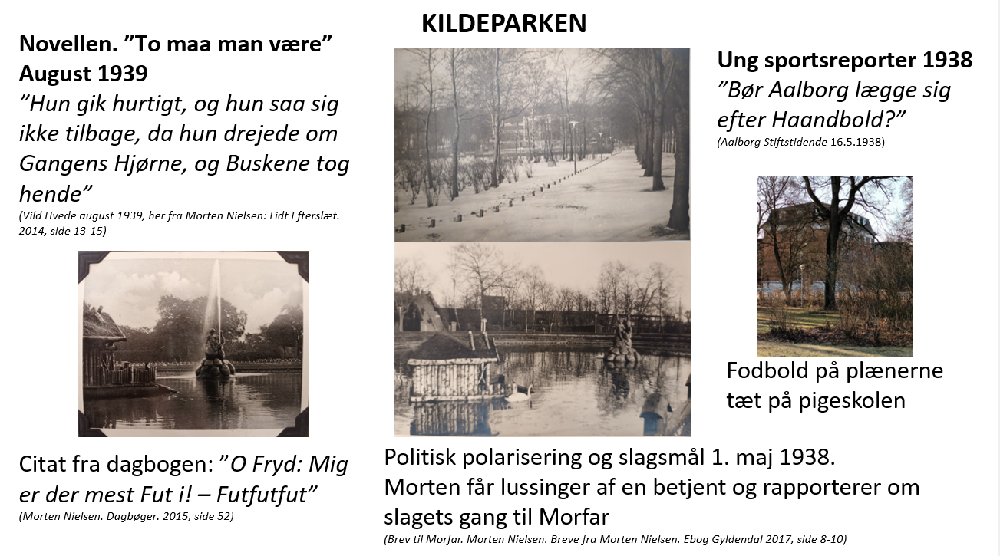 KILDEPARKEN
Novellen. ”To maa man være”
August 1939
”Hun gik hurtigt, og hun saa sig
ikke tilbage, da hun drejede om
Gangens Hjørne, og Buskene tog
hende”
(Vild Hvede august 1939, her fra Morten Nielsen: Lidt Efterslæt.
2014, side 13-15)
Citat fra dagbogen: ”O Fryd: Mig
er der mest Fut i! – Futfutfut”
(Morten Nielsen. Dagbøger. 2015, side 52)
Politisk polarisering og slagsmål 1. maj 1938.
Morten får lussinger af en betjent og rapporterer om
slagets gang til Morfar
(Brev til Morfar. Morten Nielsen. Breve fra Morten Nielsen. Ebog Gyldendal 2017, side 8-10)
Ung sportsreporter 1938
”Bør Aalborg lægge sig
efter Haandbold?”
(Aalborg Stiftstidende 16.5.1938)
Fodbold på plænerne
tæt på pigeskolen